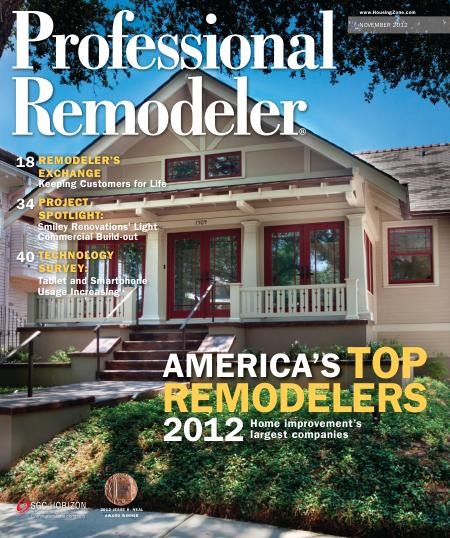 Professional
Remodeler®
www.HousingZone.com
NOVEMBER 2012
18 REMODELER'S
EXCHANGE
Keeping Customers for Life
34 PROJECT
SPOTLIGHT:
Smiley Renovations' Light
Commercial Build-out
40 TECHNOLOGY
SURVEY:
Tablet and Smartphone
Usage Increasing
1509
AMERICA'S TOP
REMODELERS
2012 Home improvement's
largest companies
SGC HORIZON
2012 JESSE H. NEAL
AWARD WINNER